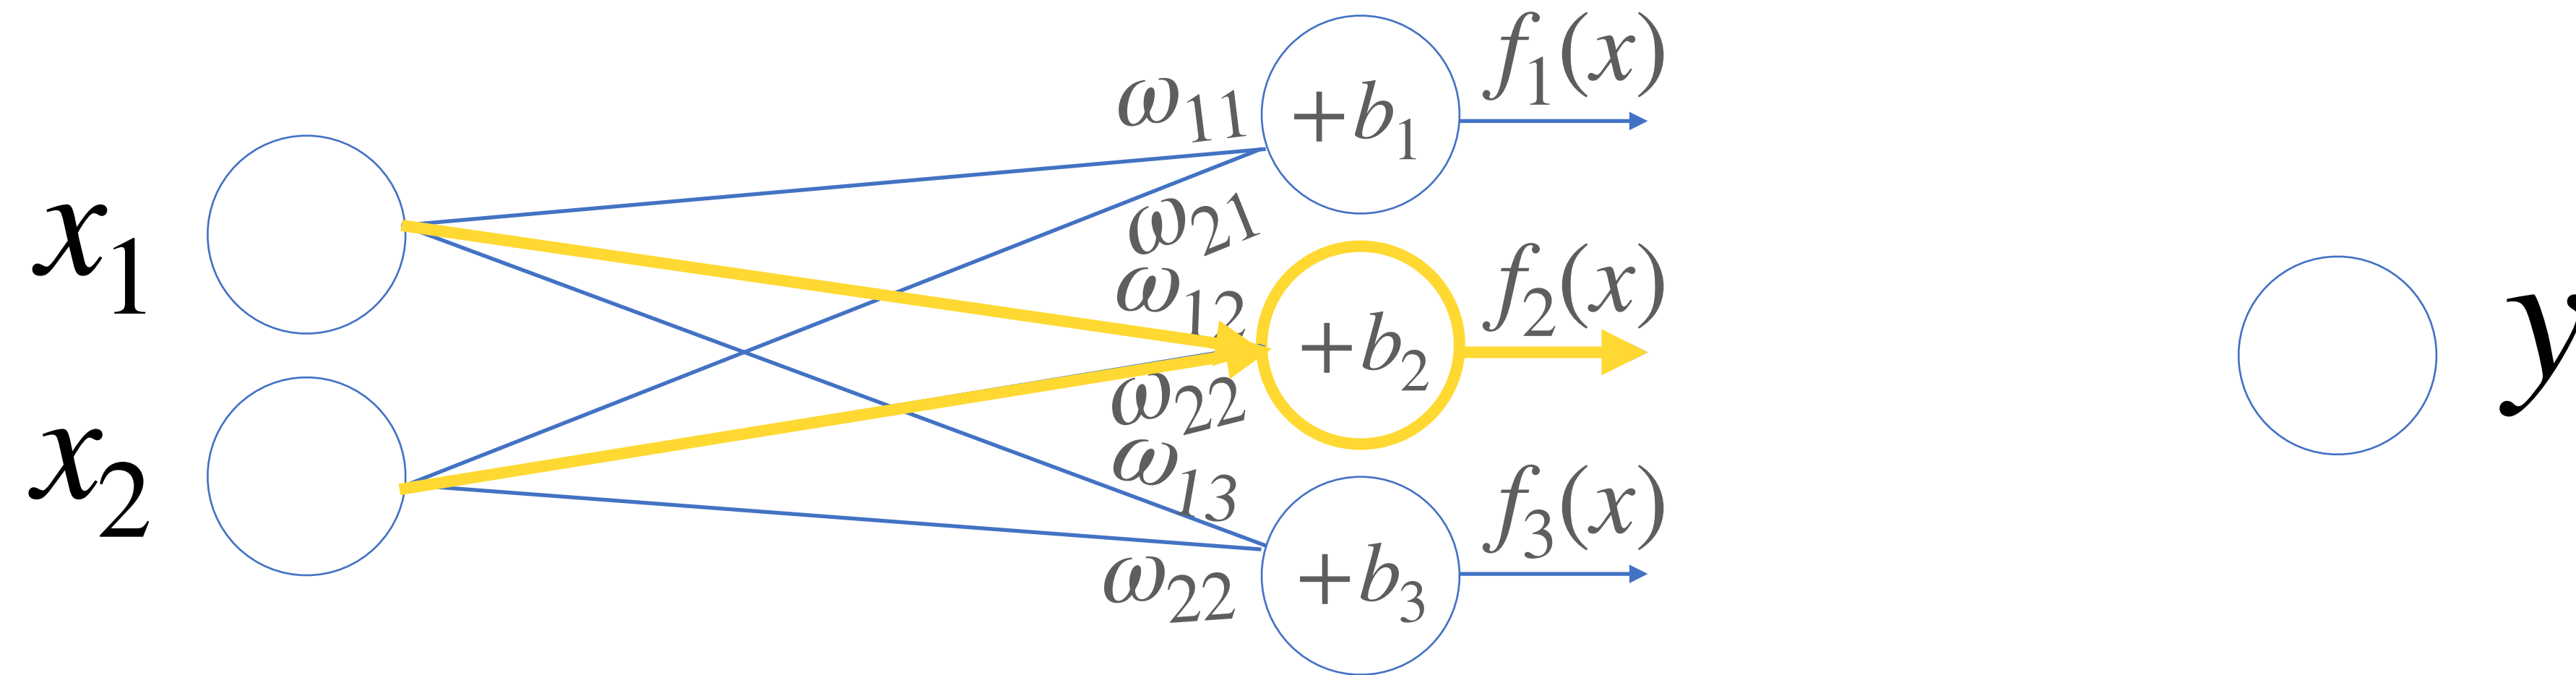 x₁
x₂
ω₁₁
ω₂₁
ω₁₂
ω₂₂
ω₁₃
ω₂₂
+b₁
+b₂
+b₃
f₁(x)
f₂(x)
f₃(x)
y